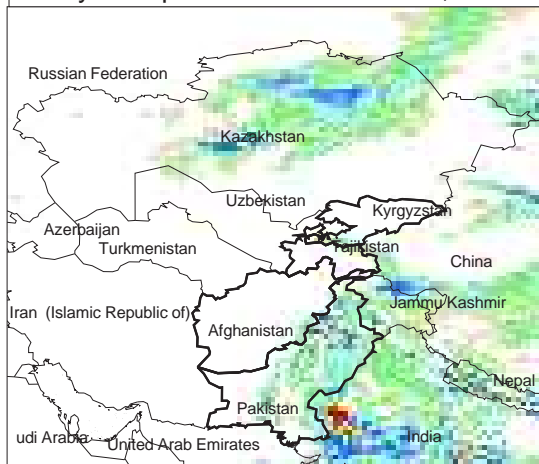 Russian Federation
Kazakhstan
Uzbekistan
Kyrgyzstan
Azerbaijan
Turkmenistan
Tajikistan
China
Iran (Islamic Republic of)
Jammu Kashmir
Afghanistan
Nepal
Pakistan
udi Arabia
United Arab Emirates
India